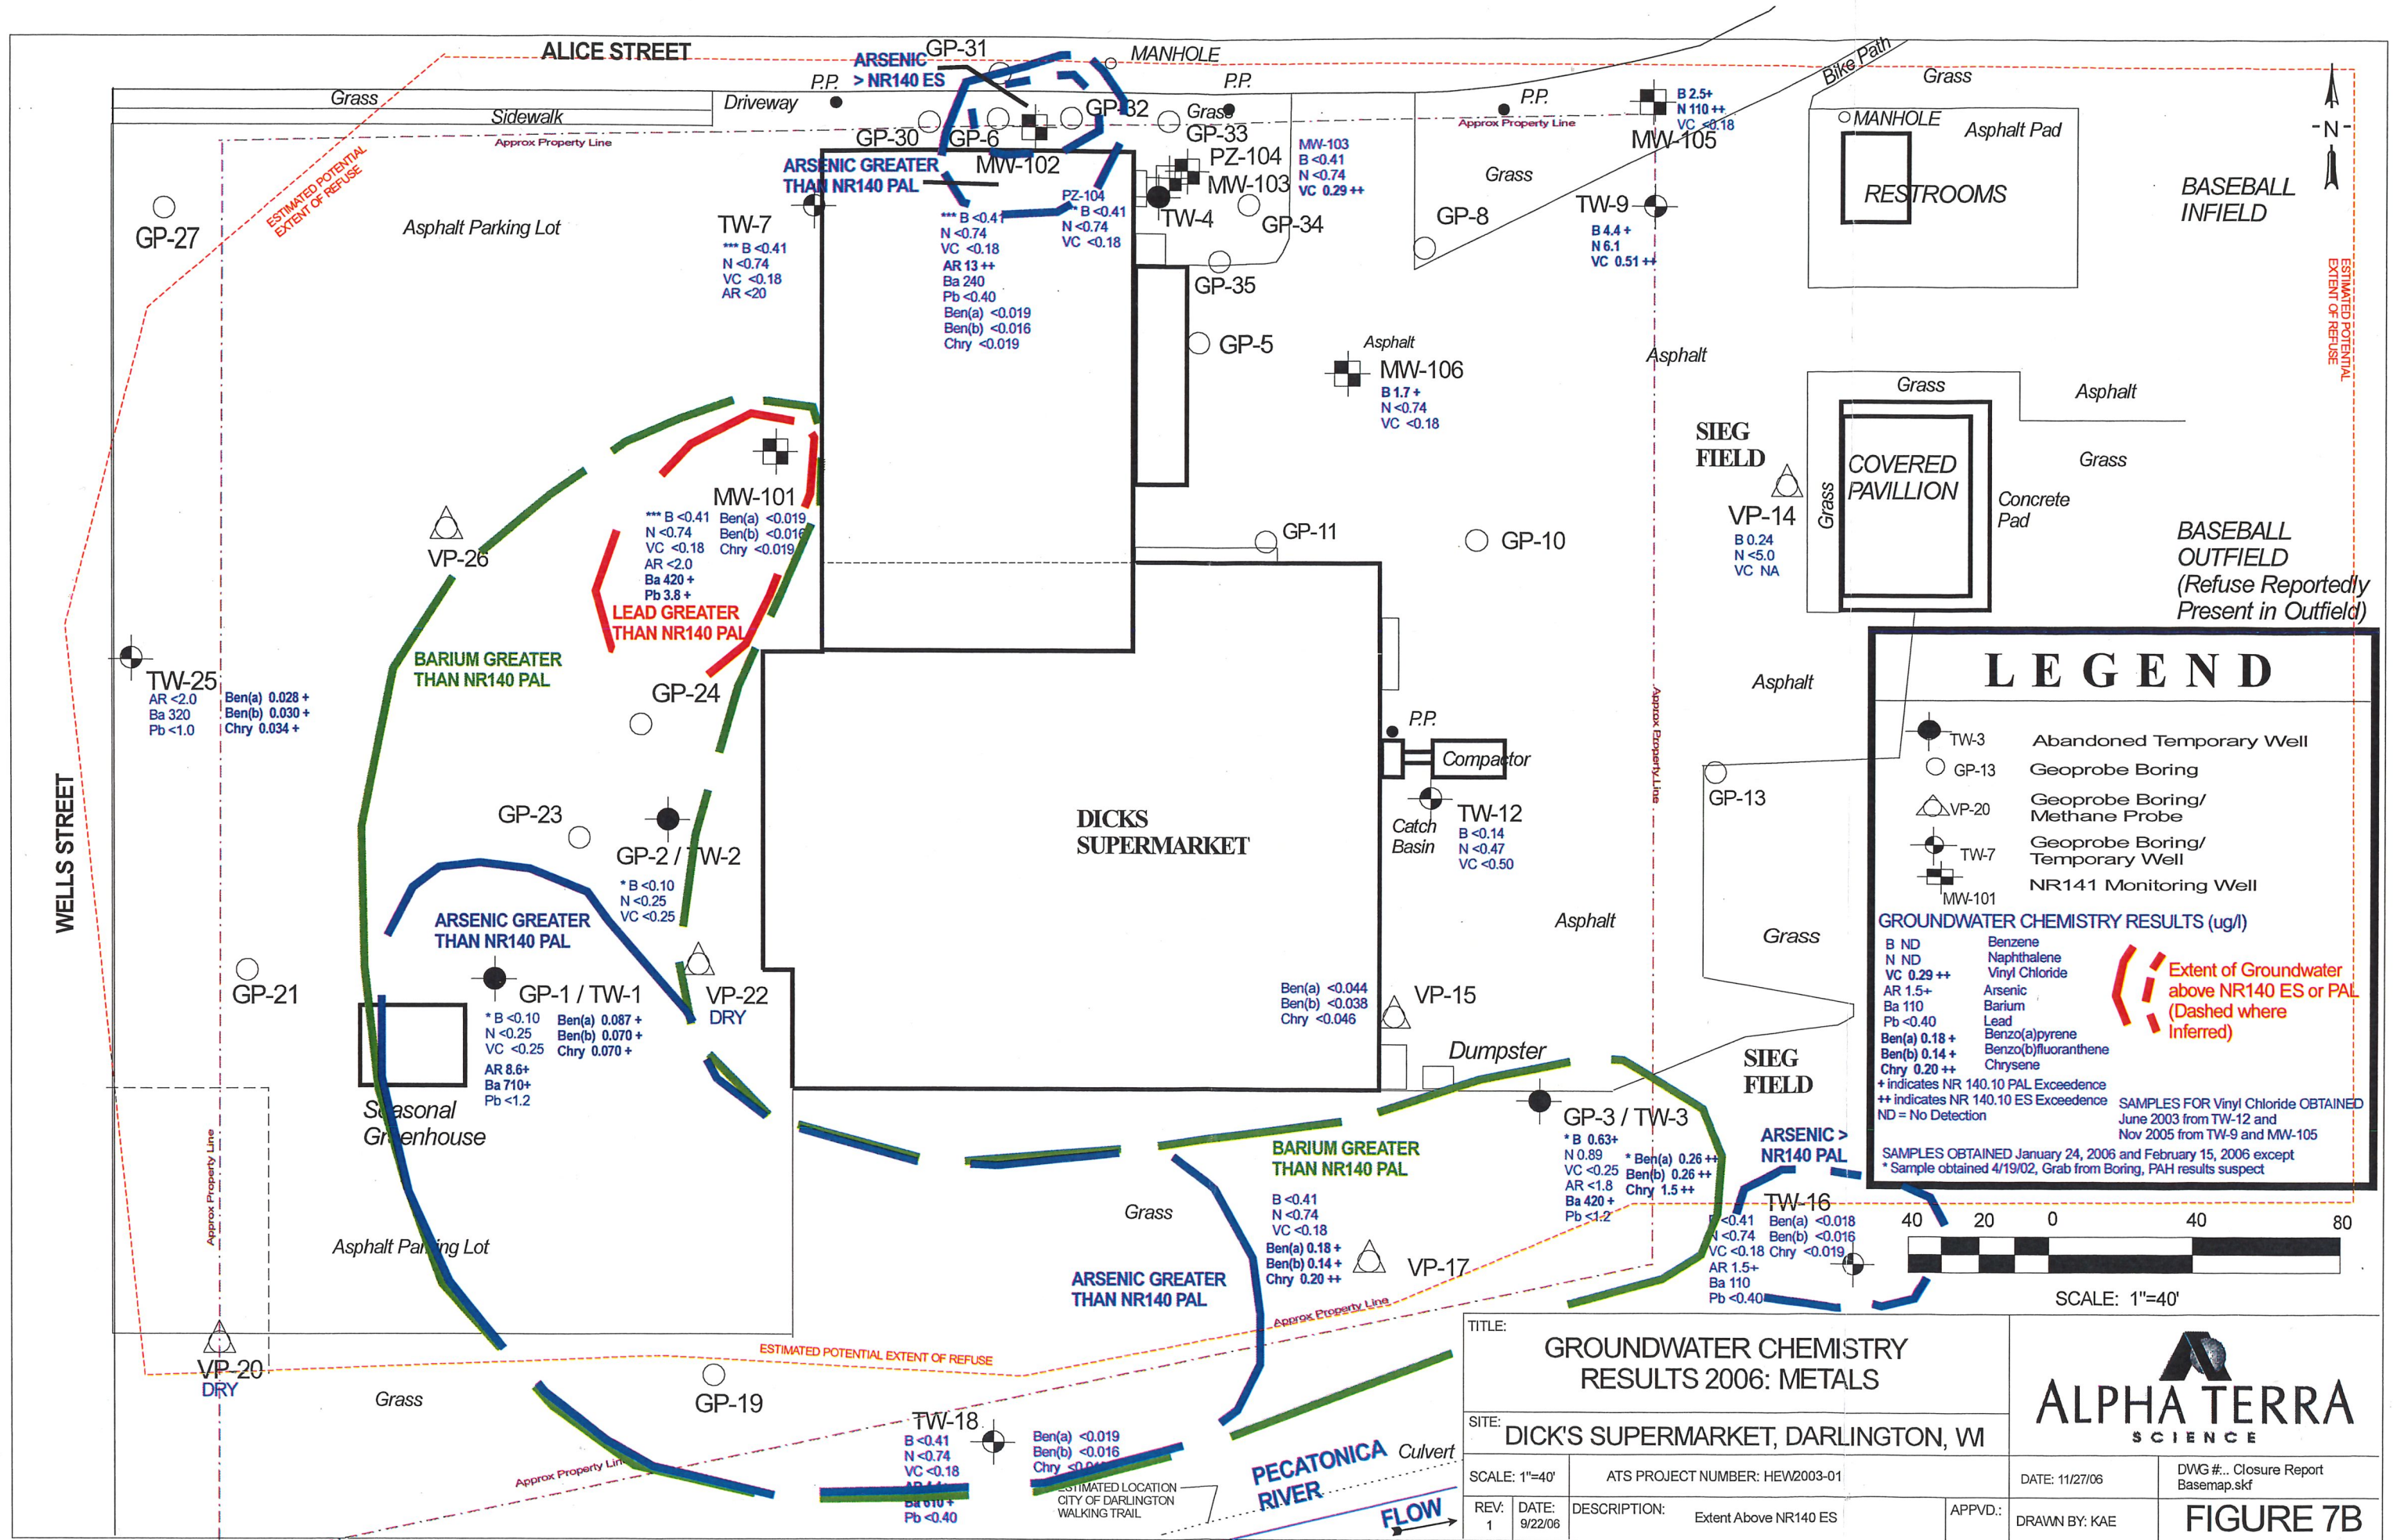 ALICE STREET
GP-31
MANHOLE
ARSENIC
> NR140 ES
P.P.
P.P.
Bike Path
Grass
Grass
Driveway
Sidewalk
GP-32
Grass
P.P.
B 2.5+
N 110 ++
VC <0.18
MW-105
MANHOLE
Asphalt Pad
-N-
Approx Property Line
GP-30
GP-6
GP-33
Approx Property Line
ARSENIC GREATER
THAN NR140 PAL
MW-102
PZ-104
MW-103
MW-103
B <0.41
N <0.74
VC 0.29 ++
Grass
RESTROOMS
BASEBALL
INFIELD
ESTIMATED POTENTIAL
EXTENT OF REFUSE
GP-27
Asphalt Parking Lot
TW-7
*** B <0.41
N <0.74
VC <0.18
AR <20
*** B <0.41
N <0.74
VC <0.18
AR 13 ++
Ba 240
Pb <0.40
Ben(a) <0.019
Ben(b) <0.016
Chry <0.019
PZ-104
* B <0.41
N <0.74
VC <0.18
TW-4
GP-34
GP-8
TW-9
B 4.4 +
N 6.1
VC 0.51 ++
GP-35
ESTIMATED POTENTIAL
EXTENT OF REFUSE
GP-5
Asphalt
MW-106
B 1.7 +
N <0.74
VC <0.18
Asphalt
Grass
Asphalt
SIEG
FIELD
COVERED
PAVILLION
Grass
Grass
Concrete
Pad
MW-101
*** B <0.41
N <0.74
VC <0.18
AR <2.0
Ba 420 +
Pb 3.8 +
Ben(a) <0.019
Ben(b) <0.016
Chry <0.019
LEAD GREATER
THAN NR140 PAL
VP-26
GP-11
GP-10
VP-14
B 0.24
N <5.0
VC NA
BASEBALL
OUTFIELD
(Refuse Reportedly
Present in Outfield)
TW-25
AR <2.0
Ba 320
Pb <1.0
Ben(a) 0.028 +
Ben(b) 0.030 +
Chry 0.034 +
BARIUM GREATER
THAN NR140 PAL
GP-24
Asphalt
Approx Property Line
P.P.
Compactor
GP-13
WELLS STREET
GP-23
GP-2 / TW-2
* B <0.10
N <0.25
VC <0.25
DICKS
SUPERMARKET
Catch
Basin
TW-12
B <0.14
N <0.47
VC <0.50
ARSENIC GREATER
THAN NR140 PAL
Asphalt
Grass
GP-21
GP-1 / TW-1
* B <0.10
N <0.25
VC <0.25
AR 8.6+
Ba 710+
Pb <1.2
Ben(a) 0.087 +
Ben(b) 0.070 +
Chry 0.070 +
VP-22
DRY
Ben(a) <0.044
Ben(b) <0.038
Chry <0.046
VP-15
Dumpster
SIEG
FIELD
Seasonal
Greenhouse
Approx Property Line
BARIUM GREATER
THAN NR140 PAL
GP-3 / TW-3
* B 0.63+
N 0.89
VC <0.25
AR <1.8
Ba 420 +
Pb <1.2
* Ben(a) 0.26 ++
Ben(b) 0.26 ++
Chry 1.5 ++
ARSENIC >
NR140 PAL
TW-16
<0.41
<0.74
VC <0.18
AR 1.5+
Ba 110
Pb <0.40
Ben(a) <0.018
Ben(b) <0.016
Chry <0.019
Grass
B <0.41
N <0.74
VC <0.18
Ben(a) 0.18 +
Ben(b) 0.14 +
Chry 0.20 ++
VP-17
Asphalt Parking Lot
ARSENIC GREATER
THAN NR140 PAL
Approx Property Line
ESTIMATED POTENTIAL EXTENT OF REFUSE
VP-20
DRY
Grass
GP-19
TW-18
B <0.41
N <0.74
VC <0.18
Ba 610 +
Pb <0.40
Ben(a) <0.019
Ben(b) <0.016
Chry
Approx Property Line
ESTIMATED LOCATION
CITY OF DARLINGTON
WALKING TRAIL
PECATONICA
RIVER
Culvert
FLOW
LEGEND
TW-3 Abandoned Temporary Well
GP-13 Geoprobe Boring
VP-20 Geoprobe Boring/
Methane Probe
TW-7 Geoprobe Boring/
Temporary Well
MW-101 NR141 Monitoring Well
GROUNDWATER CHEMISTRY RESULTS (ug/l)
B ND Benzene
N ND Naphthalene
VC 0.29 ++ Vinyl Chloride
AR 1.5+ Arsenic
Ba 110 Barium
Pb <0.40 Lead
Ben(a) 0.18 + Benzo(a)pyrene
Ben(b) 0.14 + Benzo(b)fluoranthene
Chry 0.20 ++ Chrysene
Extent of Groundwater
above NR140 ES or PAL
(Dashed where
Inferred)
+ indicates NR 140.10 PAL Exceedence
++ indicates NR 140.10 ES Exceedence
ND = No Detection
SAMPLES FOR Vinyl Chloride OBTAINED
June 2003 from TW-12 and
Nov 2005 from TW-9 and MW-105
SAMPLES OBTAINED January 24, 2006 and February 15, 2006 except
* Sample obtained 4/19/02, Grab from Boring, PAH results suspect
40 20 0 40 80
SCALE: 1"=40'
TITLE:
GROUNDWATER CHEMISTRY
RESULTS 2006: METALS
SITE: DICK'S SUPERMARKET, DARLINGTON, WI
ALPHA TERRA
SCIENCE
SCALE: 1"=40'
ATS PROJECT NUMBER: HEW2003-01
DATE: 11/27/06
DWG #:.. Closure Report
Basemap.skf
REV:
1
DATE:
9/22/06
DESCRIPTION:
Extent Above NR140 ES
APPVD.:
DRAWN BY: KAE
FIGURE 7B